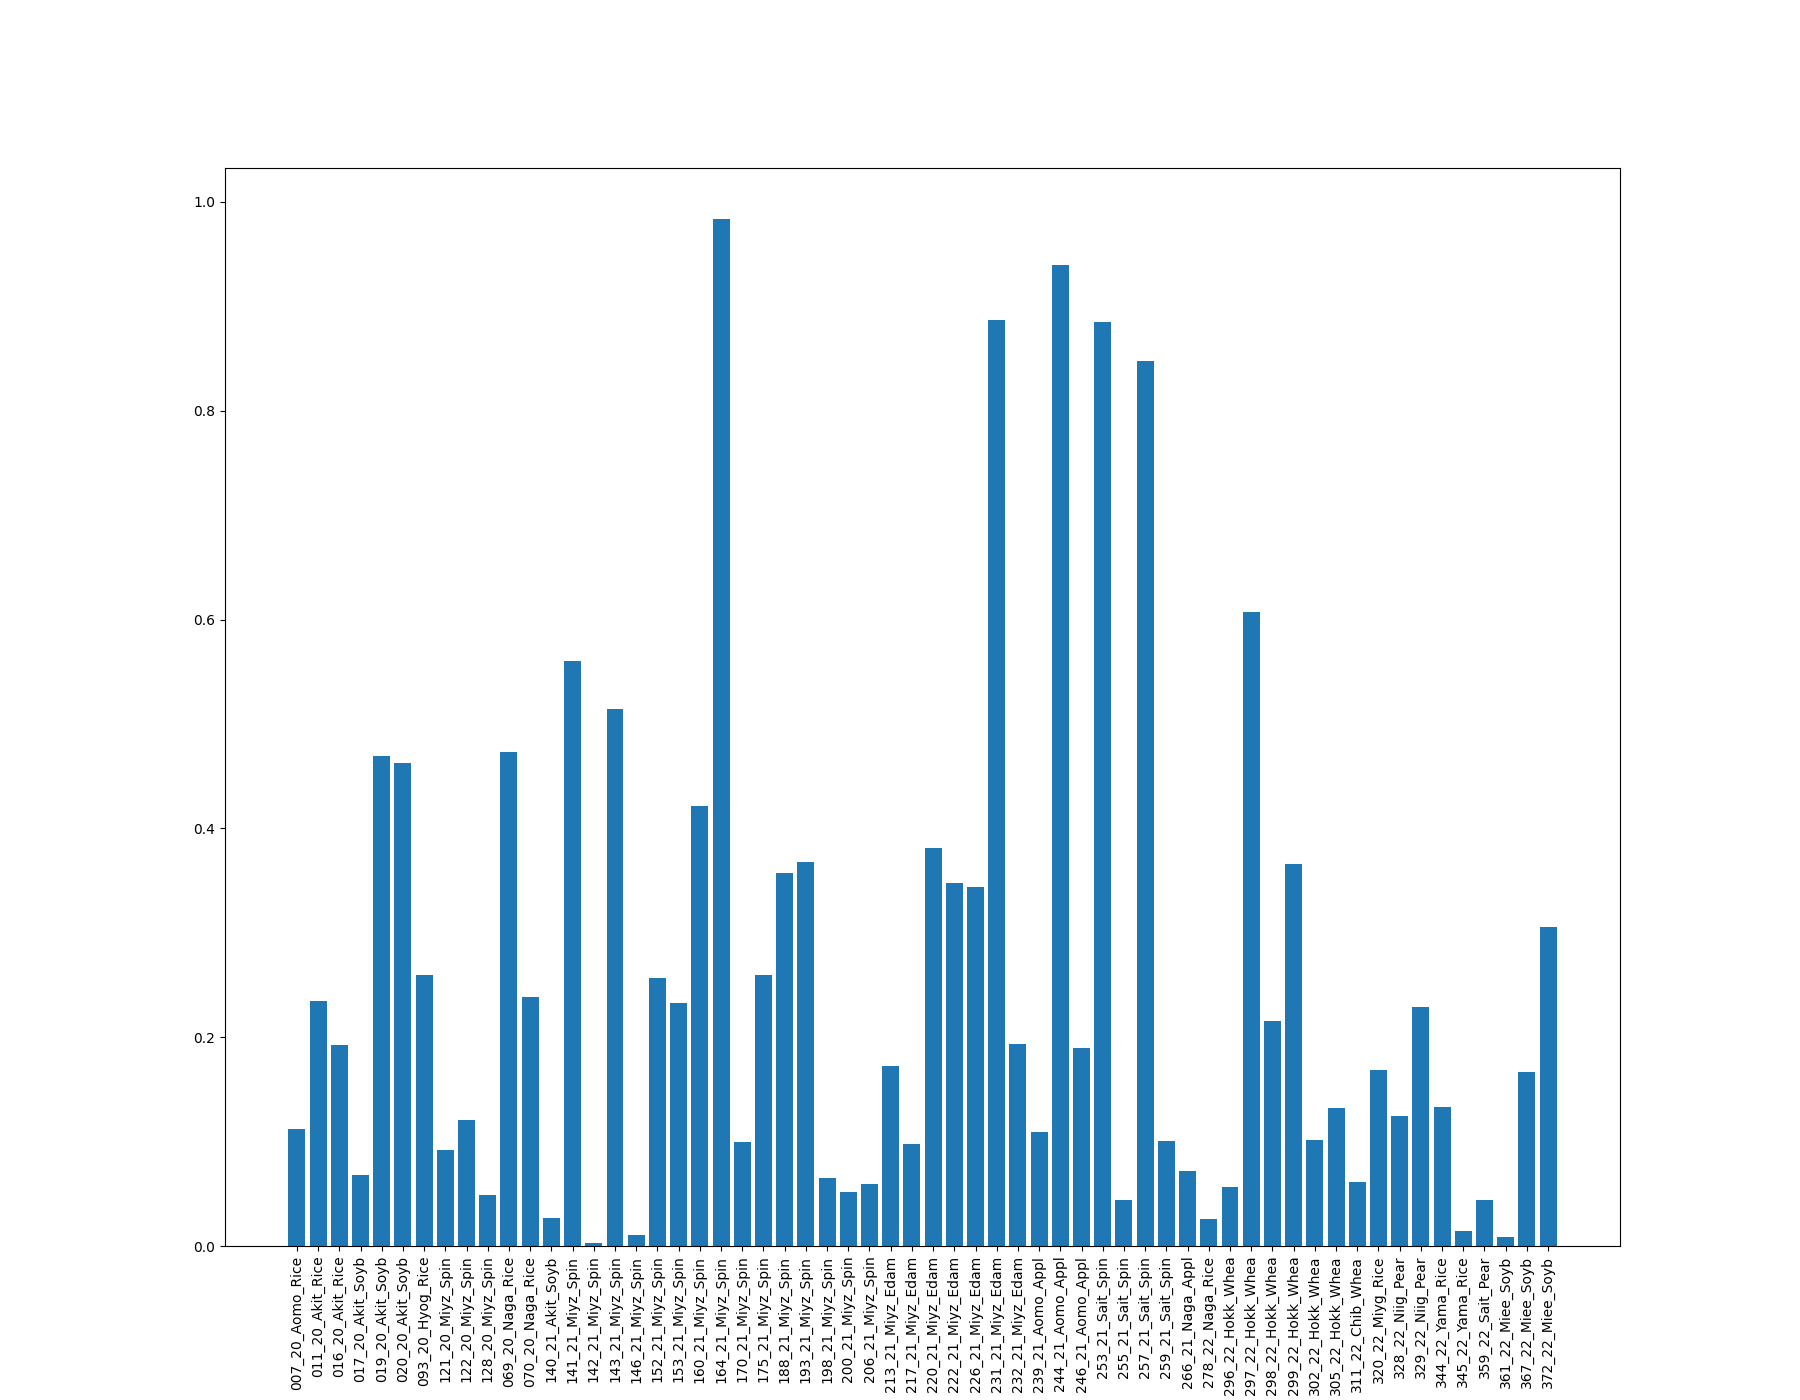 1.0
0.8
0.6
0.4
0.2
0.0
007_20_Aomo_Rice
011_20_Akit_Rice
016_20_Akit_Rice
017_20_Akit_Soyb
019_20_Akit_Soyb
020_20_Akit_Soyb
093_20_Hyog_Rice
121_20_Miyz_Spin
122_20_Miyz_Spin
128_20_Miyz_Spin
069_20_Naga_Rice
070_20_Naga_Rice
140_21_Akit_Soyb
141_21_Miyz_Spin
142_21_Miyz_Spin
143_21_Miyz_Spin
146_21_Miyz_Spin
152_21_Miyz_Spin
153_21_Miyz_Spin
160_21_Miyz_Spin
164_21_Miyz_Spin
170_21_Miyz_Spin
175_21_Miyz_Spin
188_21_Miyz_Spin
193_21_Miyz_Spin
198_21_Miyz_Spin
200_21_Miyz_Spin
206_21_Miyz_Spin
213_21_Miyz_Edam
217_21_Miyz_Edam
220_21_Miyz_Edam
222_21_Miyz_Edam
226_21_Miyz_Edam
231_21_Miyz_Edam
232_21_Miyz_Edam
239_21_Aomo_Appl
244_21_Aomo_Appl
246_21_Aomo_Appl
253_21_Sait_Spin
255_21_Sait_Spin
257_21_Sait_Spin
259_21_Sait_Spin
266_21_Naga_Appl
278_22_Naga_Rice
296_22_Hokk_Whea
297_22_Hokk_Whea
298_22_Hokk_Whea
299_22_Hokk_Whea
302_22_Hokk_Whea
305_22_Hokk_Whea
311_22_Chib_Whea
320_22_Miyg_Rice
328_22_Niig_Pear
329_22_Niig_Pear
344_22_Yama_Rice
345_22_Yama_Rice
359_22_Sait_Pear
361_22_Miee_Soyb
367_22_Miee_Soyb
372_22_Miee_Soyb